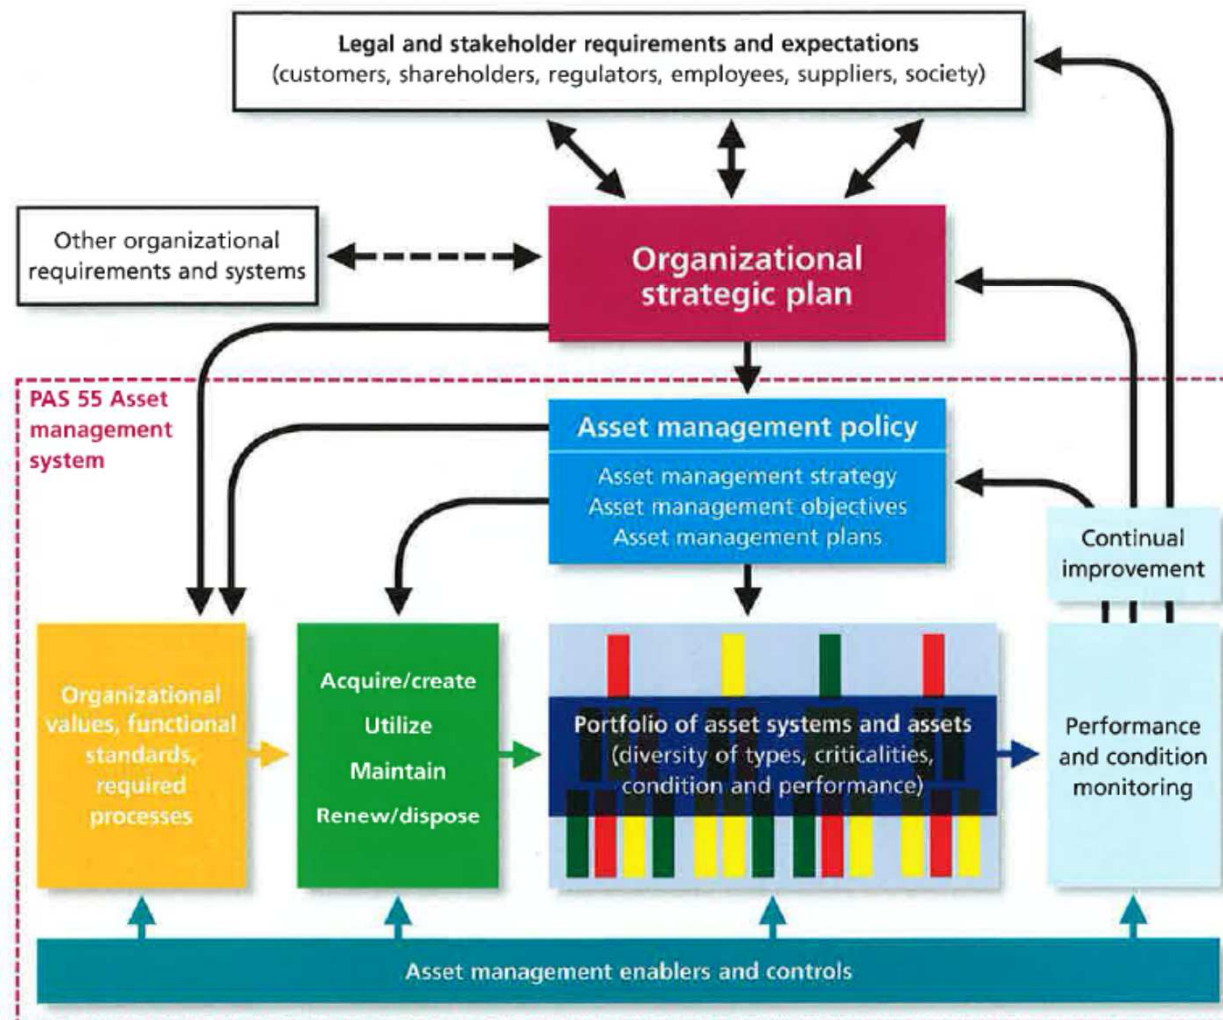 Legal and stakeholder requirements and expectations
(customers, shareholders, regulators, employees, suppliers, society)
Other organizational
requirements and systems
Organizational
strategic plan
PAS 55 Asset
management
system
Asset management policy
Asset management strategy
Asset management objectives
Asset management plans
Continual
improvement
Organizational
values, functional
standards,
required
processes
Acquire/create
Utilize
Maintain
Renew/dispose
Portfolio of asset systems and assets
(diversity of types, criticalities,
condition and performance)
Performance
and condition
monitoring
Asset management enablers and controls